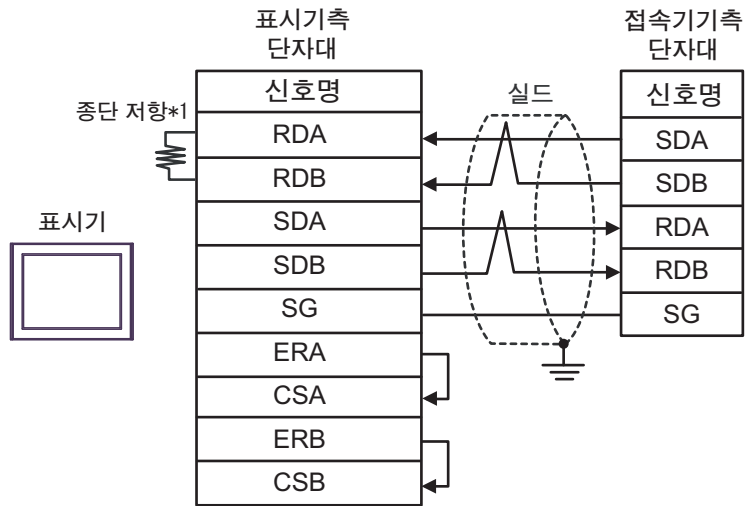 표시기측
단자대
접속기기측
단자대
종단 저항*1
신호명
실드
신호명
RDA
SDA
RDB
SDB
표시기
SDA
RDA
SDB
RDB
SG
SG
ERA
CSA
ERB
CSB